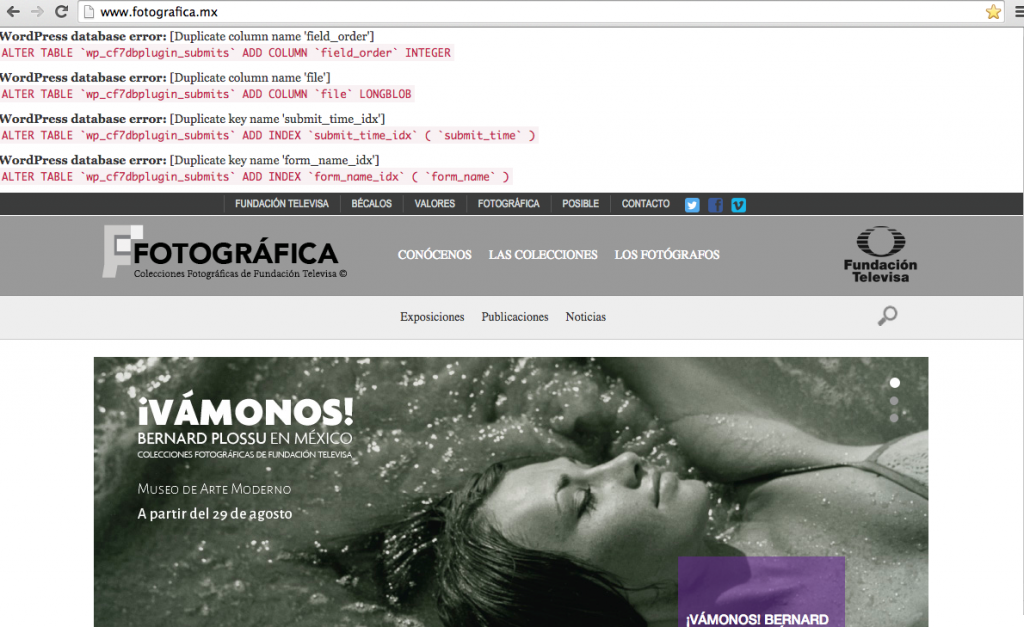 www.fotografica.mx
WordPress database error: [Duplicate column name 'field_order']
ALTER TABLE `wp_cf7dbplugin_submits` ADD COLUMN `field_order` INTEGER
WordPress database error: [Duplicate column name 'file']
ALTER TABLE `wp_cf7dbplugin_submits` ADD COLUMN `file` LONGBLOB
WordPress database error: [Duplicate key name 'submit_time_idx']
ALTER TABLE `wp_cf7dbplugin_submits` ADD INDEX `submit_time_idx` ( `submit_time` )
WordPress database error: [Duplicate key name 'form_name_idx']
ALTER TABLE `wp_cf7dbplugin_submits` ADD INDEX `form_name_idx` ( `form_name` )
FUNDACIÓN TELEVISA BÉCALOS VALORES FOTOGRÁFICA POSIBLE CONTACTO
FOTOGRÁFICA
Colecciones Fotográficas de Fundación Televisa ©
CONÓCENOS LAS COLECCIONES LOS FOTÓGRAFOS
Fundación
Televisa
Exposiciones Publicaciones Noticias
¡VÁMONOS!
BERNARD PLOSSU EN MÉXICO
COLECCIONES FOTOGRÁFICAS DE FUNDACIÓN TELEVISA
MUSEO DE ARTE MODERNO
A partir del 29 de agosto
¡VÁMONOS! BERNARD